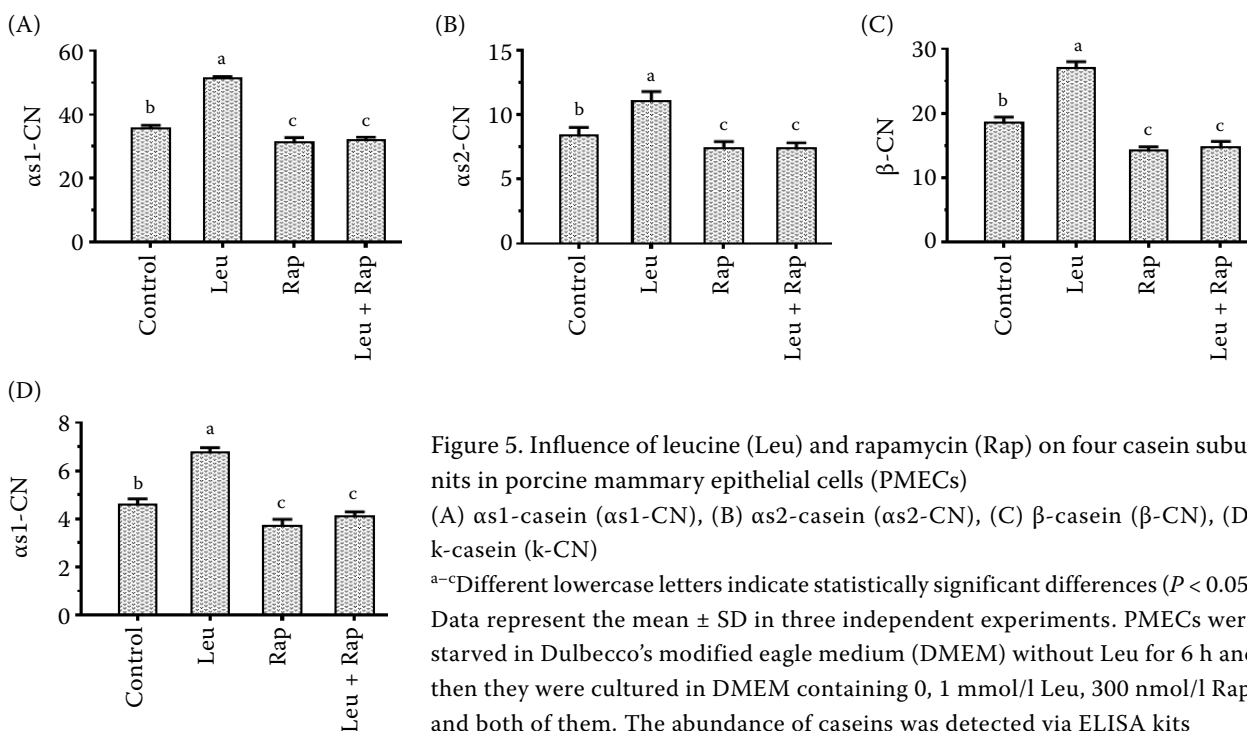 (A)
60
40
20
0
αs1-CN
b
a
c
c
Control
Leu
Rap
Leu + Rap
(B)
15
10
5
0
αs2-CN
b
a
c
c
Control
Leu
Rap
Leu + Rap
(C)
30
20
10
0
β-CN
b
a
c
c
Control
Leu
Rap
Leu + Rap
(D)
8
6
4
2
0
αs1-CN
b
a
c
c
Control
Leu
Rap
Leu + Rap
Figure 5. Influence of leucine (Leu) and rapamycin (Rap) on four casein subu
nits in porcine mammary epithelial cells (PMECs)
(A) αs1-casein (αs1-CN), (B) αs2-casein (αs2-CN), (C) β-casein (β-CN), (D
k-casein (k-CN)
a–cDifferent lowercase letters indicate statistically significant differences (P < 0.05
Data represent the mean ± SD in three independent experiments. PMECs wer
starved in Dulbecco’s modified eagle medium (DMEM) without Leu for 6 h and
then they were cultured in DMEM containing 0, 1 mmol/l Leu, 300 nmol/l Rap
and both of them. The abundance of caseins was detected via ELISA kits